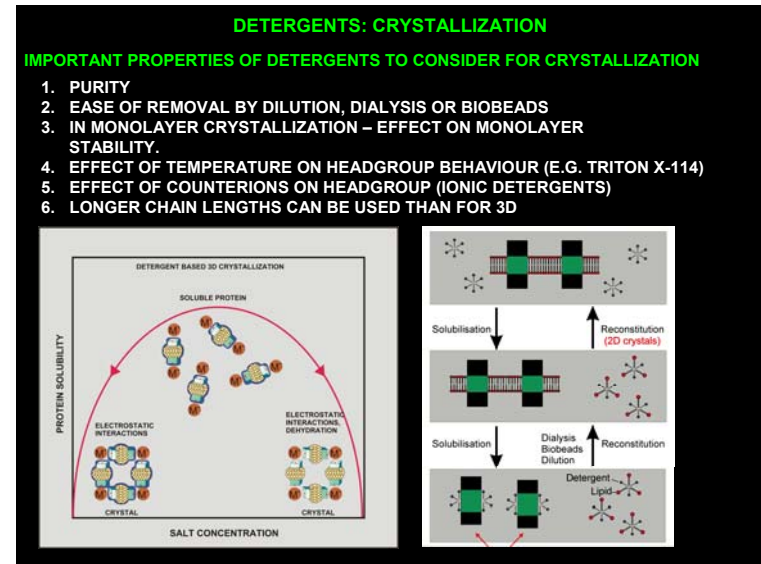 DETERGENTS: CRYSTALLIZATION
IMPORTANT PROPERTIES OF DETERGENTS TO CONSIDER FOR CRYSTALLIZATION
1. PURITY
2. EASE OF REMOVAL BY DILUTION, DIALYSIS OR BIOBEADS
3. IN MONOLAYER CRYSTALLIZATION – EFFECT ON MONOLAYER
STABILITY.
4. EFFECT OF TEMPERATURE ON HEADGROUP BEHAVIOUR (E.G. TRITON X-114)
5. EFFECT OF COUNTERIONS ON HEADGROUP (IONIC DETERGENTS)
6. LONGER CHAIN LENGTHS CAN BE USED THAN FOR 3D
DETERGENT BASED 3D CRYSTALLIZATION
SOLUBLE PROTEIN
M⁺ M⁺
M⁺ M⁺
M⁺ M⁺
M⁺
PROTEIN SOLUBILITY
ELECTROSTATIC
INTERACTIONS
ELECTROSTATIC
INTERACTIONS,
DEHYDRATION
M⁺ M⁺
M⁺ M⁺
M⁺ M⁺
M⁺ M⁺
CRYSTAL
CRYSTAL
SALT CONCENTRATION
Solubilisation
Reconstitution
(2D crystals)
Solubilisation
Dialysis
Biobeads
Dilution
Reconstitution
Detergent
Lipid